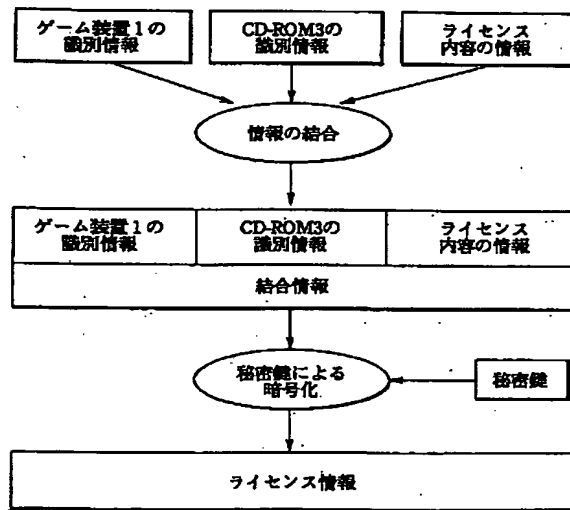 ゲーム装置1の
識別情報
CD-ROM3の
識別情報
ライセンス
内容の情報
情報の結合
ゲーム装置1の
識別情報
CD-ROM3の
識別情報
ライセンス
内容の情報
結合情報
秘密鍵による
暗号化
秘密鍵
ライセンス情報